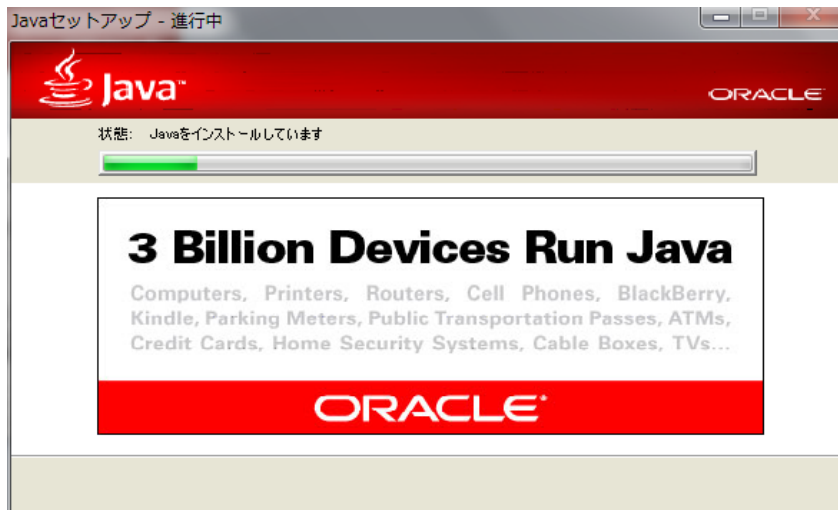 Javaセットアップ - 進行中
Java™
ORACLE
状態: Javaをインストールしています
3 Billion Devices Run Java
Computers, Printers, Routers, Cell Phones, BlackBerry,
Kindle, Parking Meters, Public Transportation Passes, ATMs,
Credit Cards, Home Security Systems, Cable Boxes, TVs...
ORACLE®